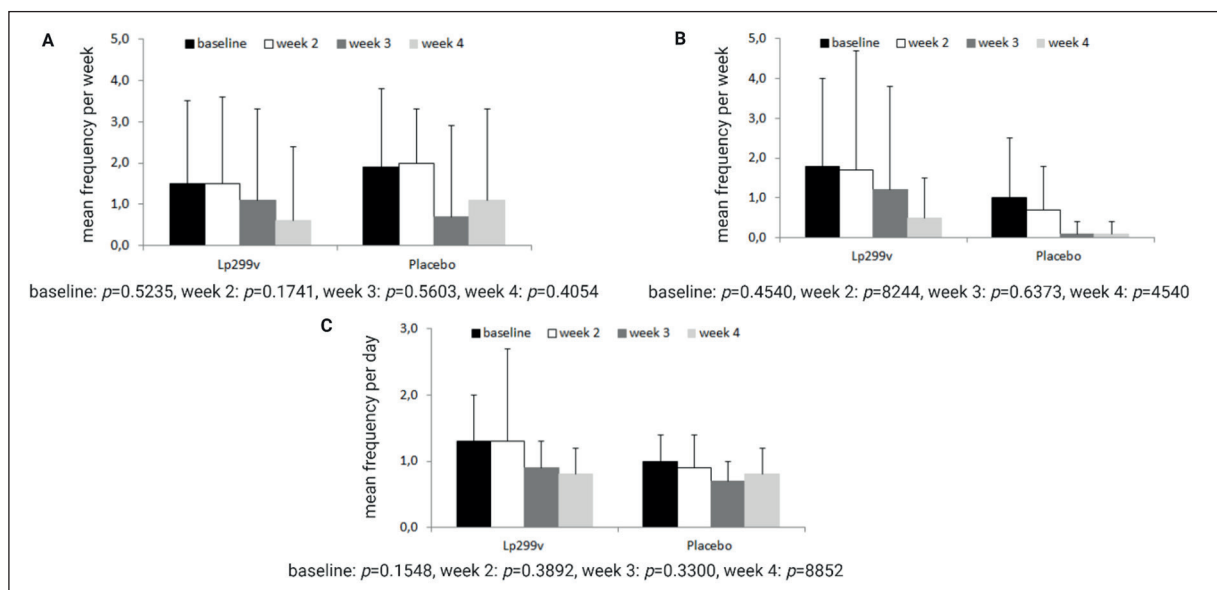 A
mean frequency per week
5,0
4,0
3,0
2,0
1,0
0,0
baseline week 2 week 3 week 4
Lp299v Placebo
baseline: p=0.5235, week 2: p=0.1741, week 3: p=0.5603, week 4: p=0.4054
B
mean frequency per week
5,0
4,0
3,0
2,0
1,0
0,0
baseline week 2 week 3 week 4
Lp299v Placebo
baseline: p=0.4540, week 2: p=8244, week 3: p=0.6373, week 4: p=4540
C
mean frequency per day
3,0
2,0
1,0
0,0
baseline week 2 week 3 week 4
Lp299v Placebo
baseline: p=0.1548, week 2: p=0.3892, week 3: p=0.3300, week 4: p=8852